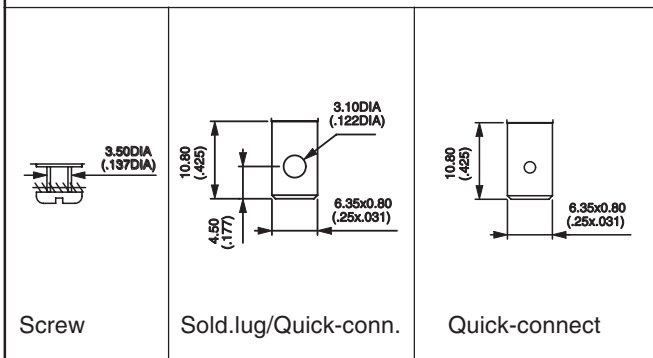 3.50DIA
(.137DIA)
Screw
3.10DIA
(.122DIA)
10.80
(.425)
4.50
(.177)
6.35x0.80
(.25x.031)
Sold.lug/Quick-conn.
10.80
(.425)
6.35x0.80
(.25x.031)
Quick-connect